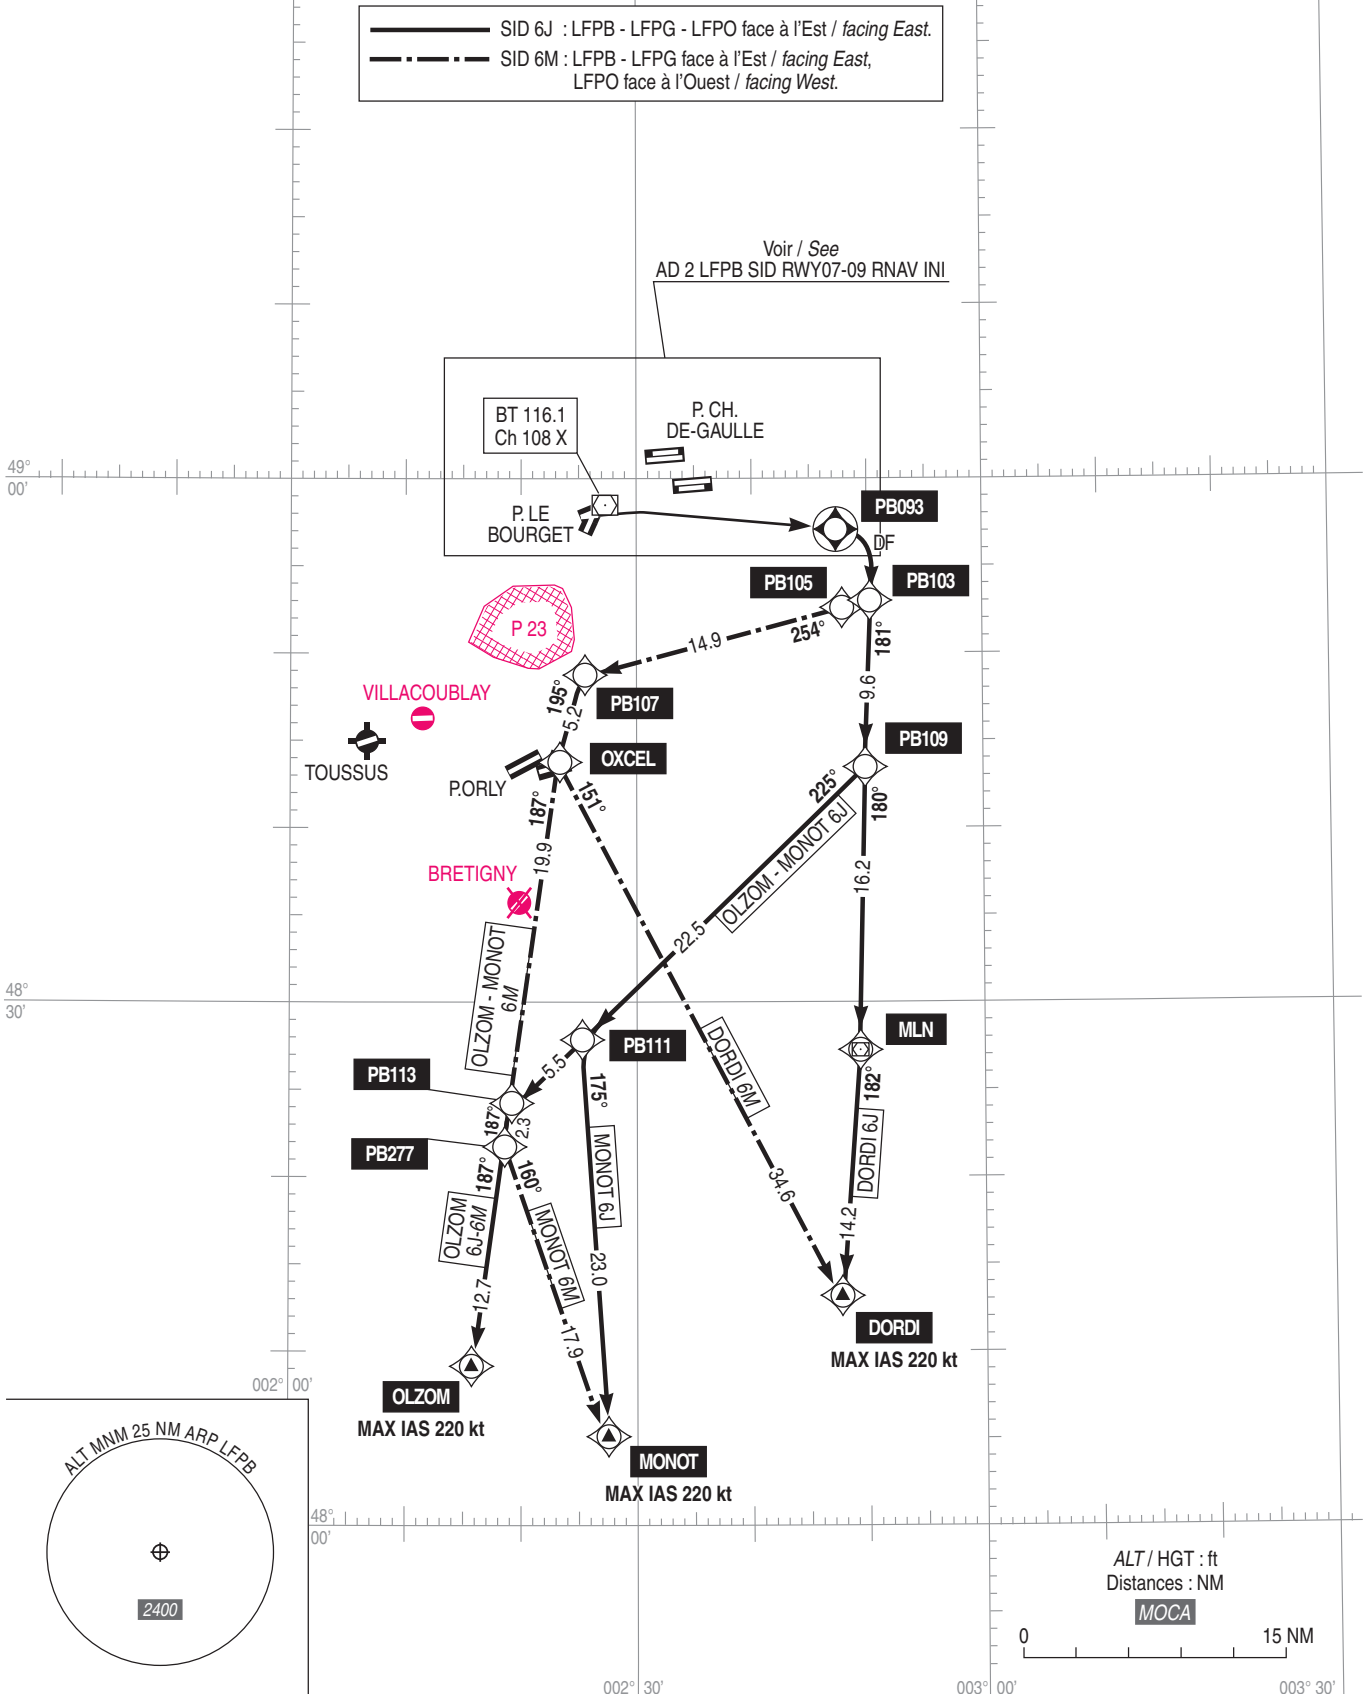 SID 6J : LFPB - LFPG - LFPO face à l'Est / facing East.
SID 6M : LFPB - LFPG face à l'Est / facing East,
LFPO face à l'Ouest / facing West.
Voir / See
AD 2 LFPB SID RWY07-09 RNAV INI
BT 116.1
Ch 108 X
P. CH.
DE-GAULLE
49°
00'
P. LE
BOURGET
PB093
DF
PB105
PB103
P 23
254°
14.9
181°
9.6
VILLACOUBLAY
195°
5.2
PB107
PB109
TOUSSUS
OXCEL
P.ORLY
187°
151°
225°
180°
19.9
OLZOM - MONOT 6J
16.2
BRETIGNY
22.5
OLZOM - MONOT
6M
48°
30'
MLN
PB111
DORDI 6M
PB113
5.5
175°
182°
187°
2.3
DORDI 6J
PB277
MONOT 6J
187°
160°
34.6
OLZOM
6J-6M
MONOT 6M
14.2
23.0
12.7
17.9
DORDI
MAX IAS 220 kt
002° 00'
OLZOM
MAX IAS 220 kt
MONOT
MAX IAS 220 kt
ALT MNM 25 NM ARP LFPB
48°
00'
2400
ALT / HGT : ft
Distances : NM
MOCA
0
15 NM
002° 30'
003° 00'
003° 30'